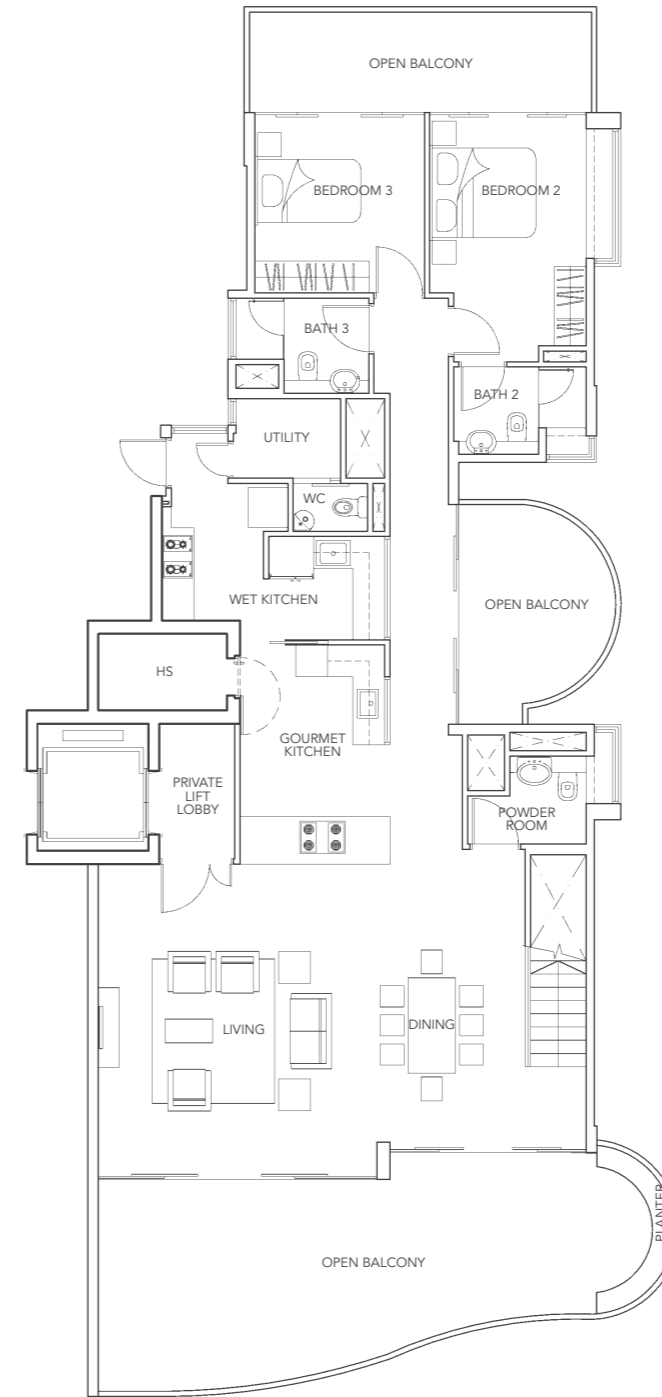 OPEN BALCONY
BEDROOM 3
BEDROOM 2
BATH 3
BATH 2
UTILITY
WC
WET KITCHEN
OPEN BALCONY
HS
GOURMET
KITCHEN
PRIVATE
LIFT
LOBBY
POWDER
ROOM
LIVING
DINING
PLANTER
OPEN BALCONY